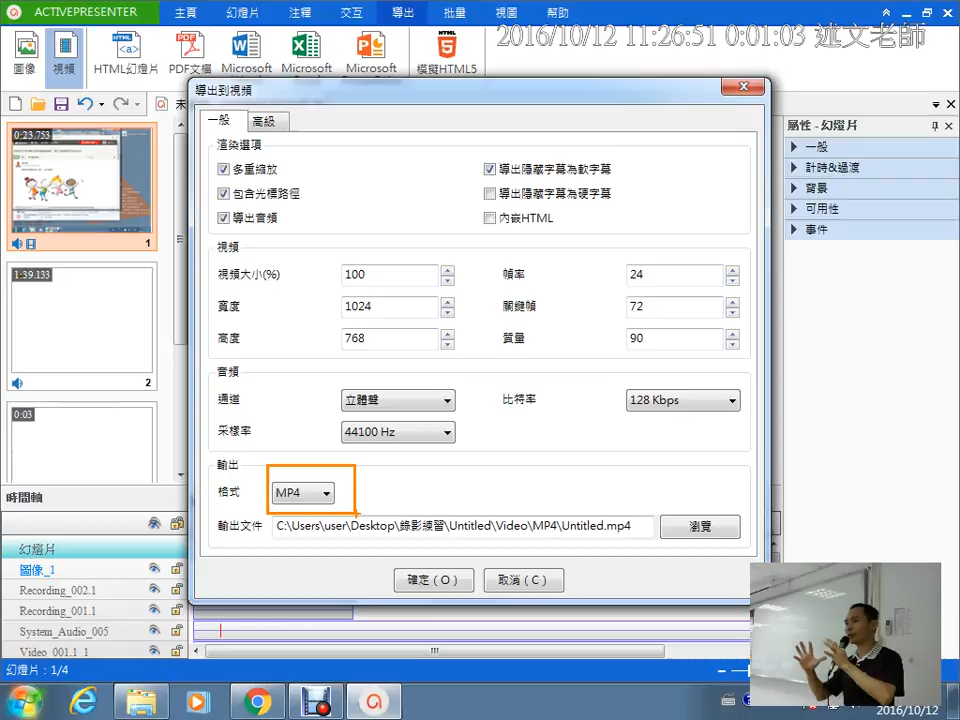 ACTIVEPRESENTER
主頁 幻燈片 注釋 交互 導出 批量 視圖 幫助
2016/10/12 11:26:51 0:01:03 述文老師
圖像 視頻 HTML幻燈片 PDF文檔 Microsoft Microsoft Microsoft 模擬HTML5
導出到視頻
未
一般 高級
屬性 - 幻燈片
0:23.753
渲染選項
一般
多重縮放 導出隱藏字幕為軟字幕
計時&過渡
包含光標路徑 導出隱藏字幕為硬字幕
背景
可用性
導出音頻 內嵌HTML
事件
1
視頻
1:39.133
視頻大小(%) 100 幀率 24
寬度 1024 關鍵幀 72
高度 768 質量 90
音頻
2
通道 立體聲 比特率 128 Kbps
0:03
采樣率 44100 Hz
輸出
格式 MP4
時間軸
輸出文件 C:\Users\user\Desktop\錄影練習\Untitled\Video\MP4\Untitled.mp4 瀏覽
幻燈片
圖像_1
確定（O） 取消（C）
Recording_002.1
Recording_001.1
System_Audio_005
Video_001.1_1
幻燈片：1/4
2016/10/12